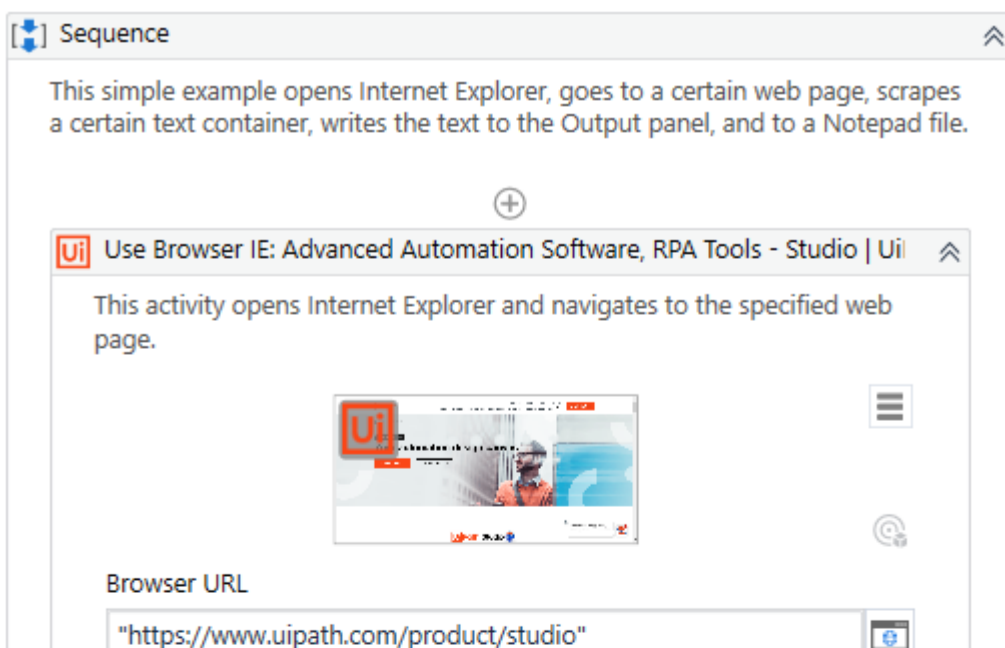 Sequence
This simple example opens Internet Explorer, goes to a certain web page, scrapes
a certain text container, writes the text to the Output panel, and to a Notepad file.
Ui Use Browser IE: Advanced Automation Software, RPA Tools - Studio |
This activity opens Internet Explorer and navigates to the specified web
page.
Ui
Browser URL
"https://www.uipath.com/product/studio"